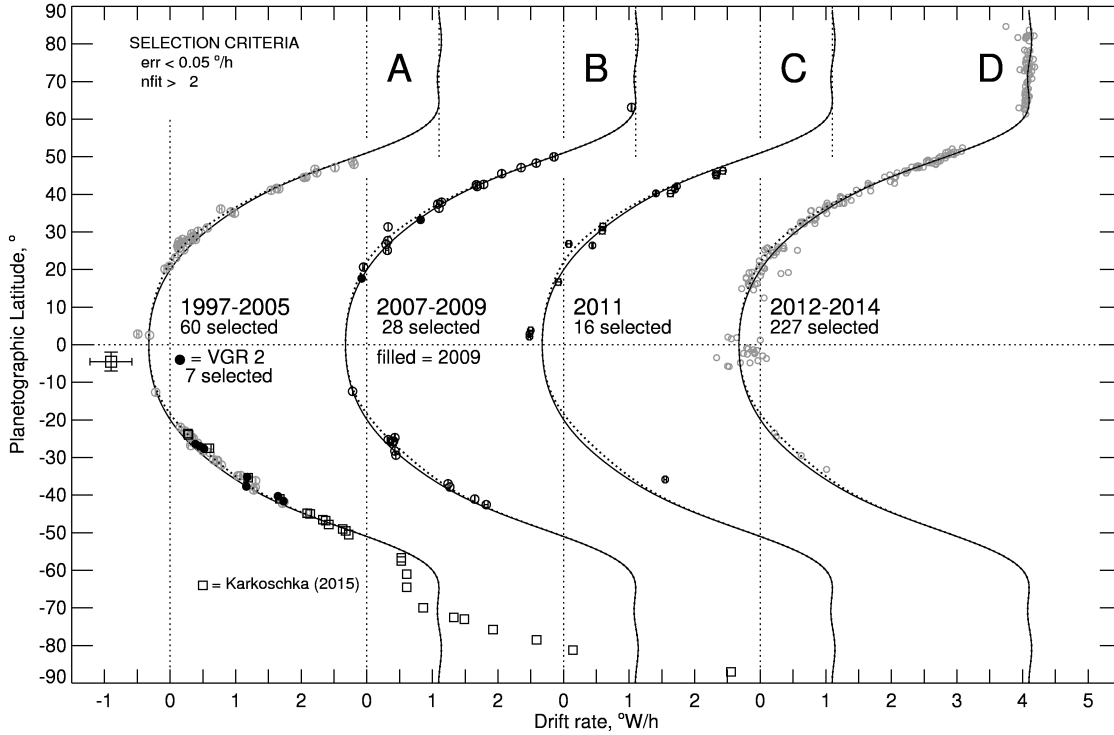 SELECTION CRITERIA
err < 0.05 °/h
nfit > 2
A
B
C
D
90
80
70
60
50
40
30
20
10
0
-10
-20
-30
-40
-50
-60
-70
-80
-90
Planetographic Latitude, °
1997-2005
60 selected
● = VGR 2
7 selected
2007-2009
28 selected
filled = 2009
2011
16 selected
2012-2014
227 selected
□ = Karkoschka (2015)
-1 0 1 2 0 1 2 0 1 2 0 1 2 3 4 5
Drift rate, °W/h